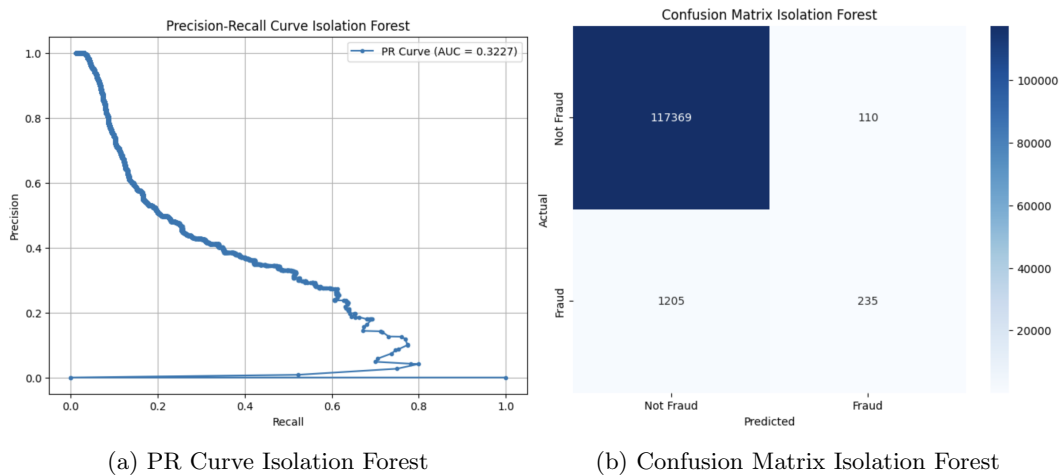 Precision-Recall Curve Isolation Forest
PR Curve (AUC = 0.3227)
1.0
0.8
0.6
0.4
0.2
0.0
Precision
0.0 0.2 0.4 0.6 0.8 1.0
Recall
(a) PR Curve Isolation Forest
Confusion Matrix Isolation Forest
Not Fraud
Fraud
Actual
117369 110
1205 235
Not Fraud Fraud
Predicted
100000
80000
60000
40000
20000
(b) Confusion Matrix Isolation Forest